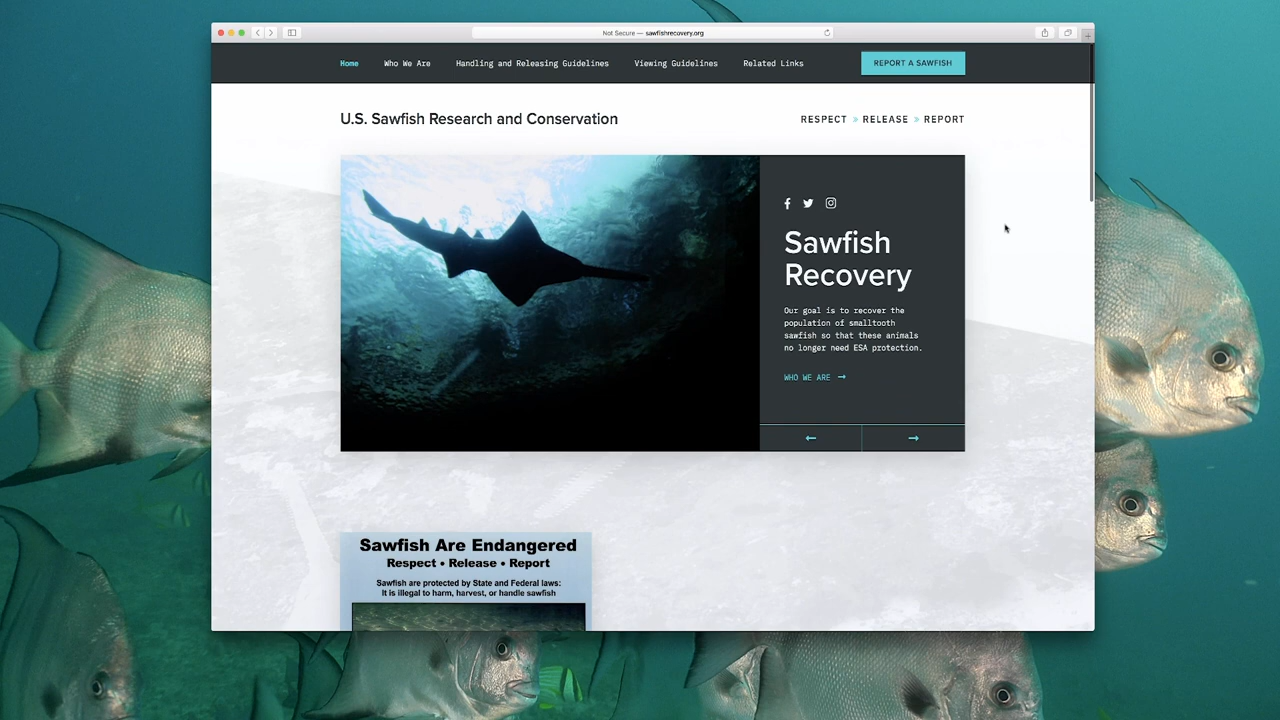 Not Secure — sawfishrecovery.org
Home Who We Are Handling and Releasing Guidelines Viewing Guidelines Related Links REPORT A SAWFISH
U.S. Sawfish Research and Conservation
RESPECT » RELEASE » REPORT
Sawfish
Recovery
Our goal is to recover the
population of smalltooth
sawfish so that these animals
no longer need ESA protection.
WHO WE ARE →
← →
Sawfish Are Endangered
Respect • Release • Report
Sawfish are protected by State and Federal laws:
It is illegal to harm, harvest, or handle sawfish